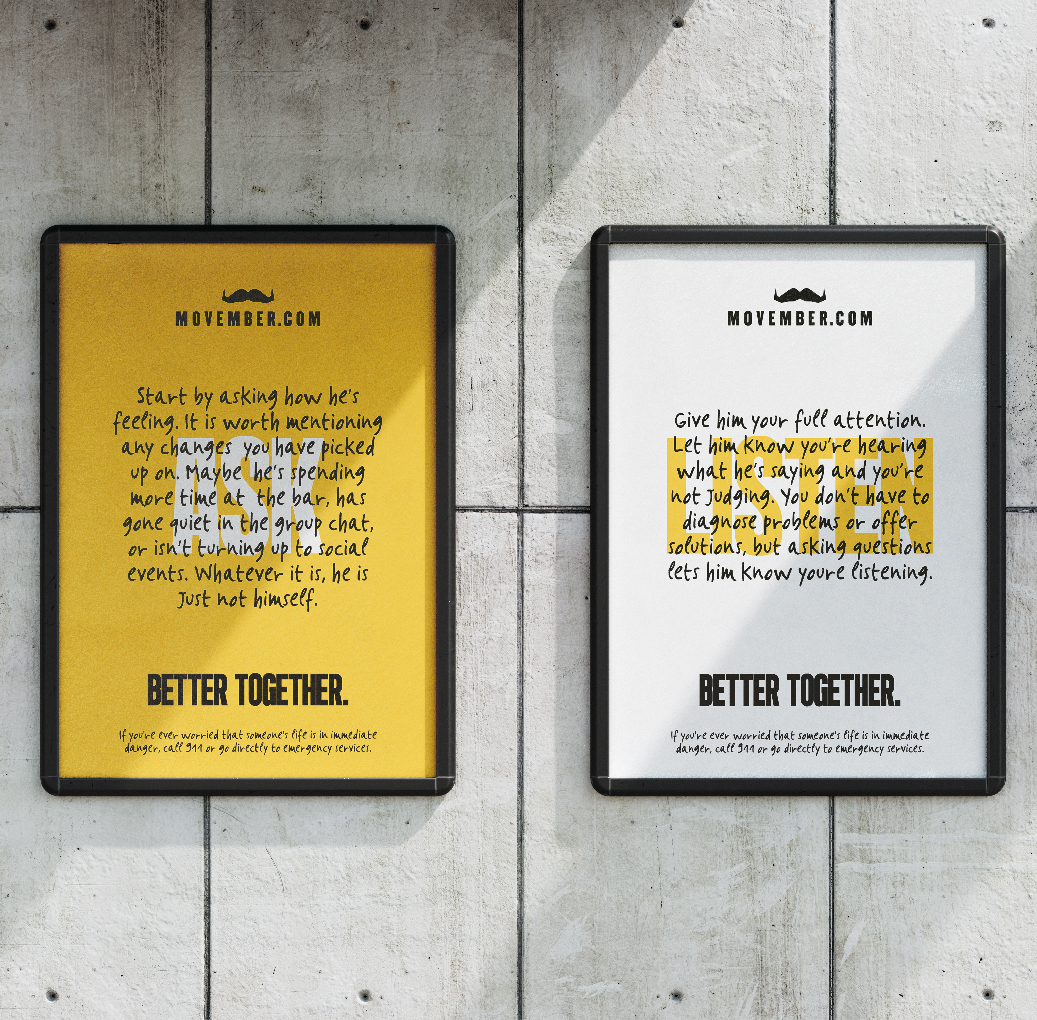 MOVEMBER.COM
Start by asking how he's
feeling. It is worth mentioning
any changes you have picked
up on. Maybe he's spending
more time at the bar, has
gone quiet in the group chat,
or isn't turning up to social
events. Whatever it is, he is
Just not himself.
ASK
BETTER TOGETHER.
If you're ever worried that someone's life is in immediate
danger, call 911 or go directly to emergency services.
MOVEMBER.COM
Give him your full attention.
Let him know you're hearing
what he's saying and you're
not Judging. You don't have to
diagnose problems or offer
solutions, but asking questions
lets him know youre listening.
LISTEN
BETTER TOGETHER.
If you're ever worried that someone's life is in immediate
danger, call 911 or go directly to emergency services.